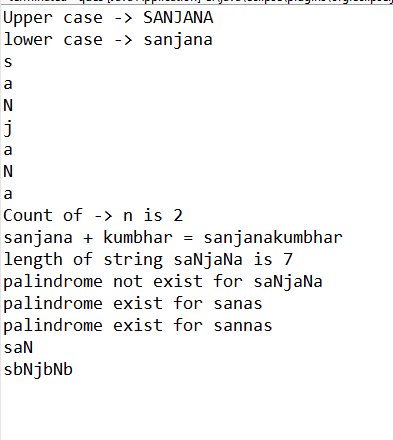 Upper case -> SANJANA
lower case -> sanjana
s
a
N
j
a
N
a
Count of -> n is 2
sanjana + kumbhar = sanjanakumbhar
length of string saNjaNa is 7
palindrome not exist for saNjaNa
palindrome exist for sanas
palindrome exist for sannas
saN
sbNjbNb